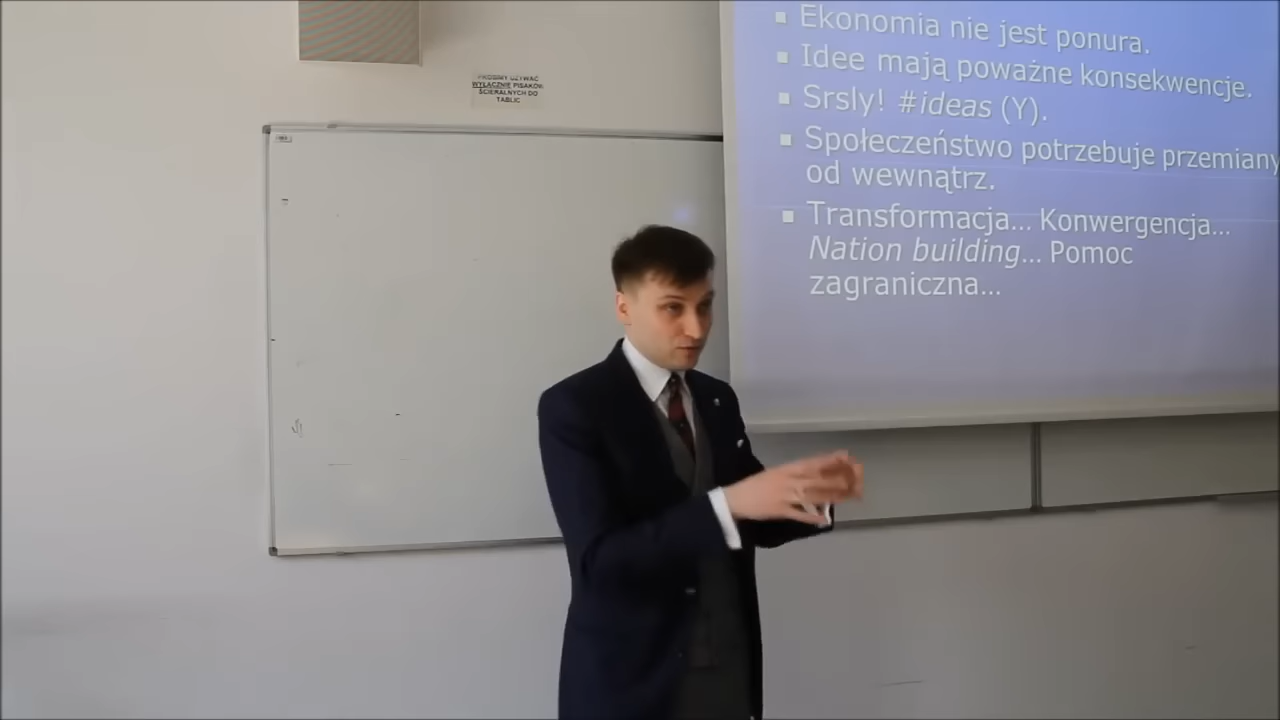 PROSIMY UŻYWAĆ
WYŁĄCZNIE PISAKÓW
ŚCIERALNYCH DO
TABLIC
Ekonomia nie jest ponura.
Idee mają poważne konsekwencje.
Srsly! #ideas (Y).
Społeczeństwo potrzebuje przemiany
od wewnątrz.
Transformacja... Konwergencja...
Nation building... Pomoc
zagraniczna...